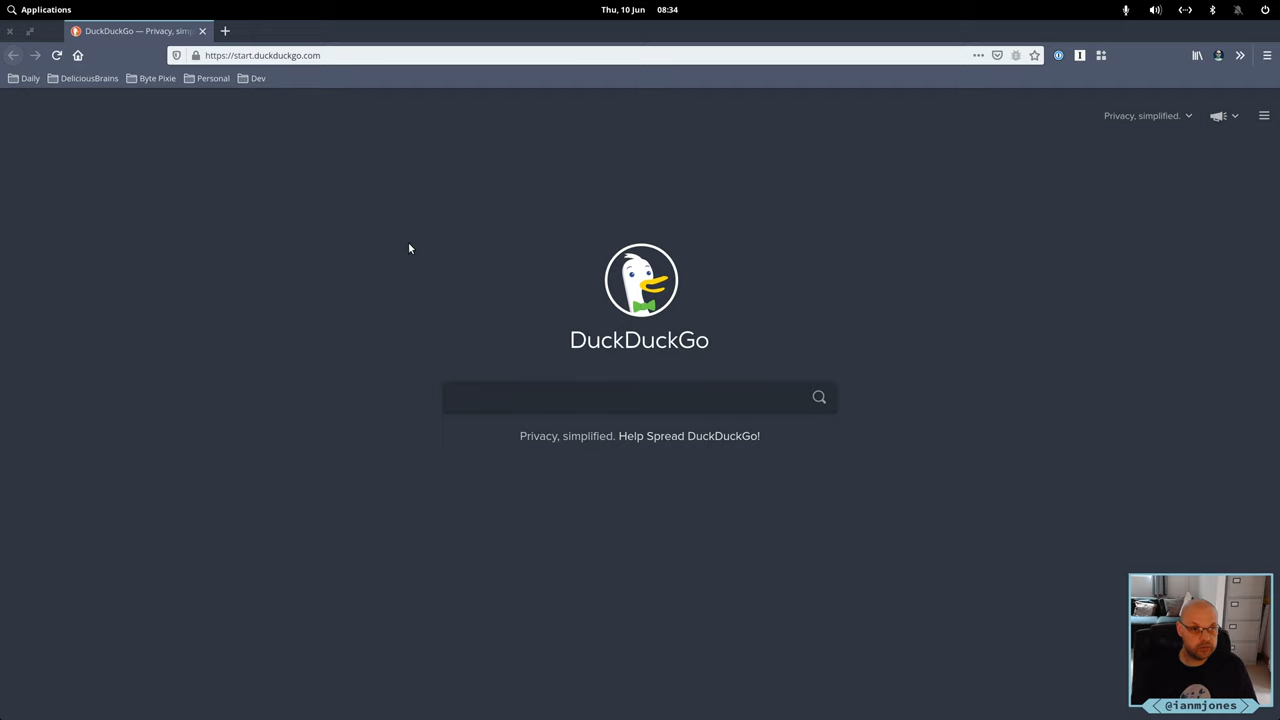 Applications
Thu, 10 Jun 08:34
DuckDuckGo — Privacy, simp
https://start.duckduckgo.com
Daily DeliciousBrains Byte Pixie Personal Dev
Privacy, simplified.
DuckDuckGo
Privacy, simplified. Help Spread DuckDuckGo!
@ianmjones